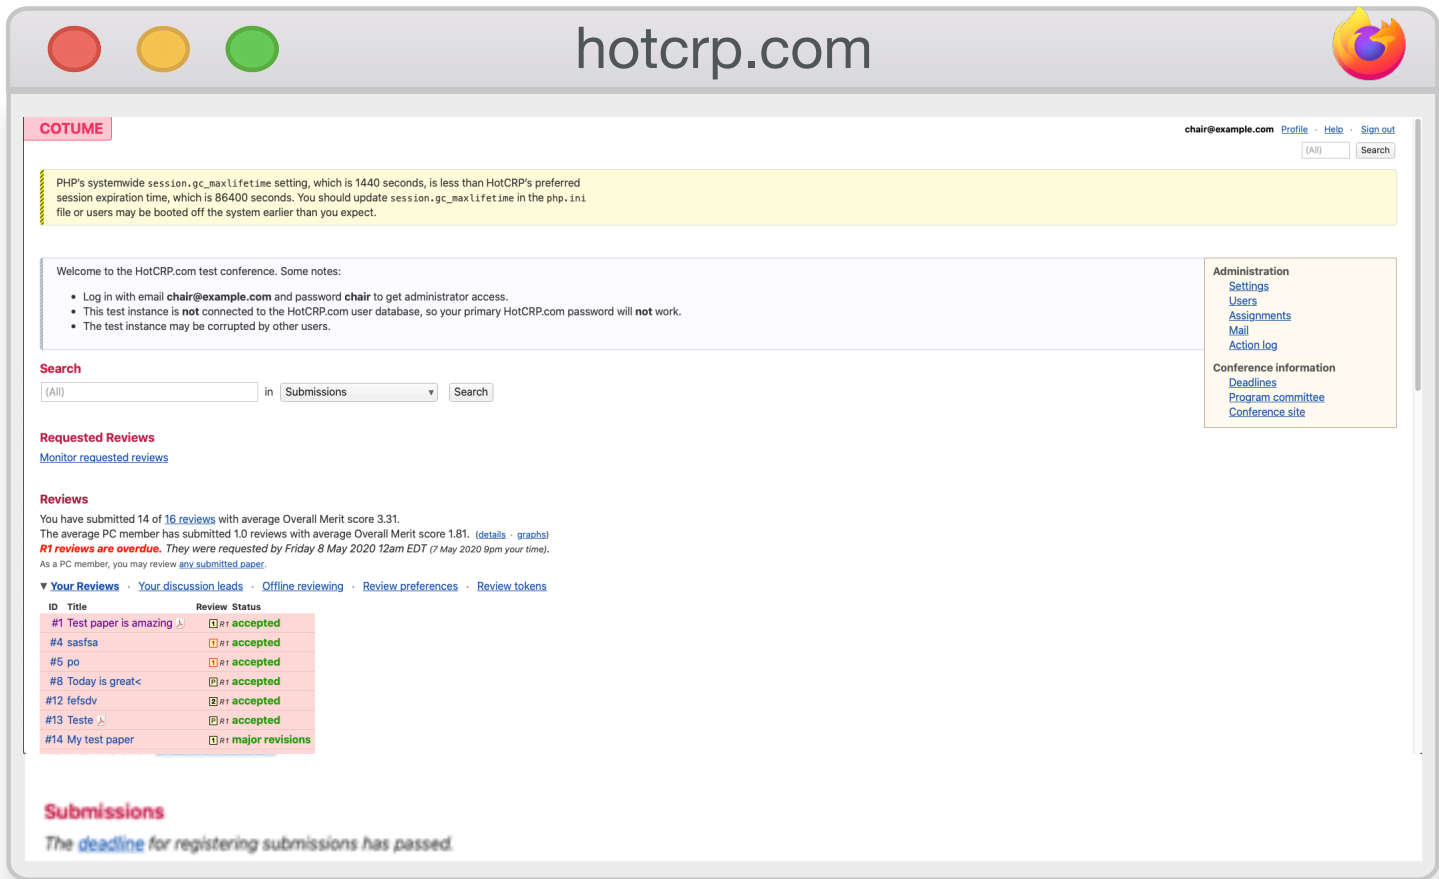 hotcrp.com
COTUME
chair@example.com Profile · Help · Sign out
(All) Search
PHP's systemwide session.gc_maxlifetime setting, which is 1440 seconds, is less than HotCRP's preferred
session expiration time, which is 86400 seconds. You should update session.gc_maxlifetime in the php.ini
file or users may be booted off the system earlier than you expect.
Welcome to the HotCRP.com test conference. Some notes:
• Log in with email chair@example.com and password chair to get administrator access.
• This test instance is not connected to the HotCRP.com user database, so your primary HotCRP.com password will not work.
• The test instance may be corrupted by other users.
Administration
Settings
Users
Assignments
Mail
Action log
Conference information
Deadlines
Program committee
Conference site
Search
(All) in Submissions Search
Requested Reviews
Monitor requested reviews
Reviews
You have submitted 14 of 16 reviews with average Overall Merit score 3.31.
The average PC member has submitted 1.0 reviews with average Overall Merit score 1.81. (details · graphs)
R1 reviews are overdue. They were requested by Friday 8 May 2020 12am EDT (7 May 2020 9pm your time).
As a PC member, you may review any submitted paper.
▼ Your Reviews · Your discussion leads · Offline reviewing · Review preferences · Review tokens
ID Title Review Status
#1 Test paper is amazing 1 R1 accepted
#4 sasfsa 1 R1 accepted
#5 po 1 R1 accepted
#8 Today is great< P R1 accepted
#12 fefsdv 2 R1 accepted
#13 Teste P R1 accepted
#14 My test paper 1 R1 major revisions
Submissions
The deadline for registering submissions has passed.